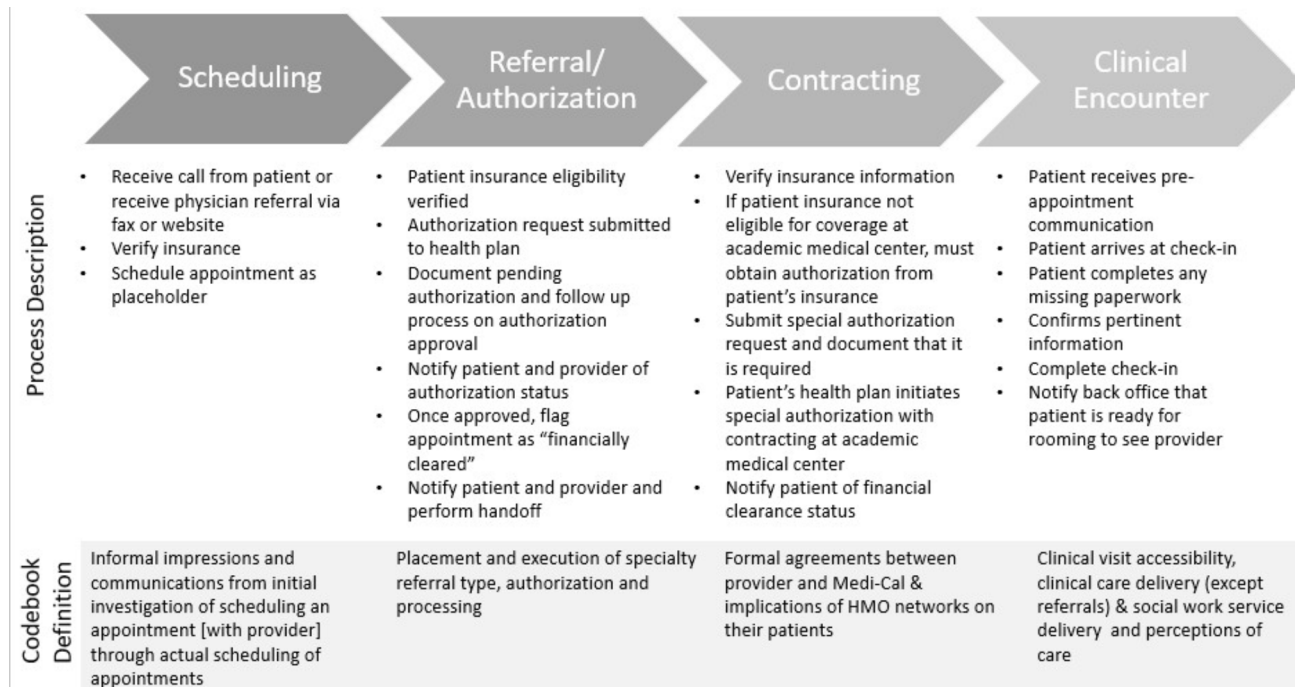 Scheduling
Referral/
Authorization
Contracting
Clinical
Encounter
Process Description
• Receive call from patient or
receive physician referral via
fax or website
• Verify insurance
• Schedule appointment as
placeholder
• Patient insurance eligibility
verified
• Authorization request submitted
to health plan
• Document pending
authorization and follow up
process on authorization
approval
• Notify patient and provider of
authorization status
• Once approved, flag
appointment as “financially
cleared”
• Notify patient and provider and
perform handoff
• Verify insurance information
• If patient insurance not
eligible for coverage at
academic medical center, must
obtain authorization from
patient’s insurance
• Submit special authorization
request and document that it
is required
• Patient’s health plan initiates
special authorization with
contracting at academic
medical center
• Notify patient of financial
clearance status
• Patient receives pre-
appointment
communication
• Patient arrives at check-in
• Patient completes any
missing paperwork
• Confirms pertinent
information
• Complete check-in
• Notify back office that
patient is ready for
rooming to see provider
Codebook
Definition
Informal impressions and
communications from initial
investigation of scheduling an
appointment [with provider]
through actual scheduling of
appointments
Placement and execution of specialty
referral type, authorization and
processing
Formal agreements between
provider and Medi-Cal &
implications of HMO networks on
their patients
Clinical visit accessibility,
clinical care delivery (except
referrals) & social work service
delivery and perceptions of
care